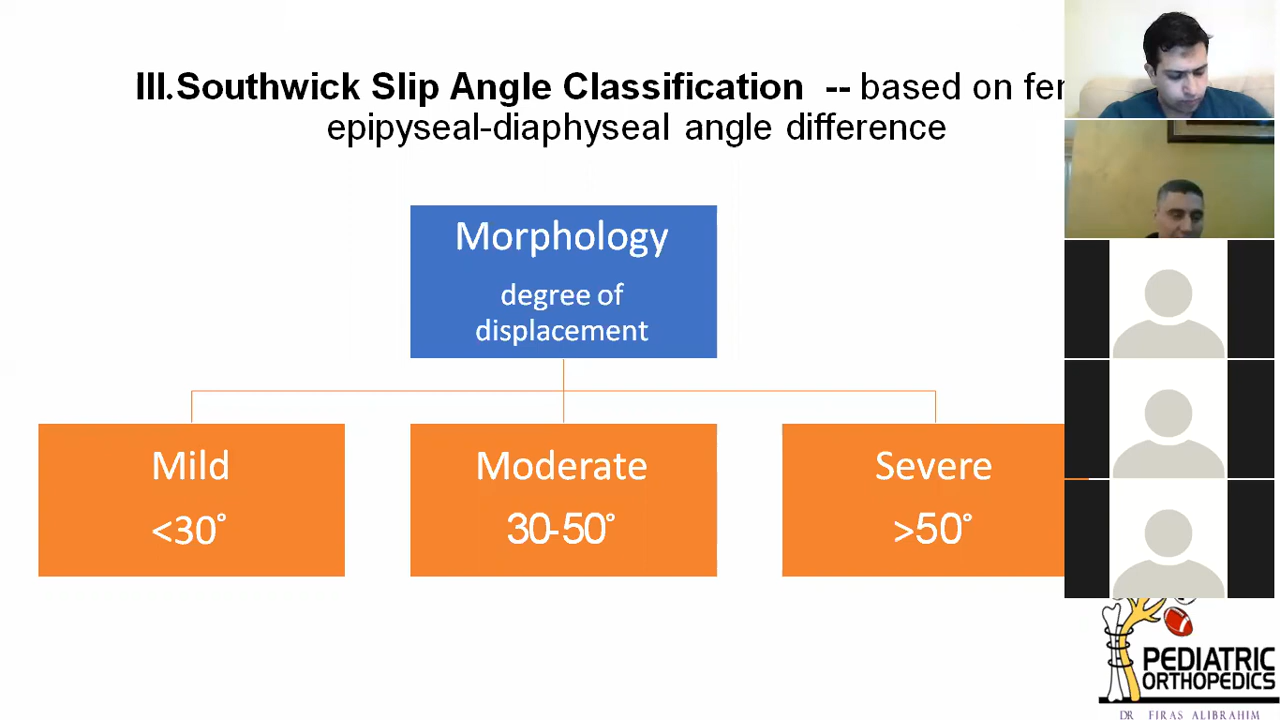 III.Southwick Slip Angle Classification -- based on
epipyseal-diaphyseal angle difference
Morphology
degree of
displacement
Mild
<30°
Moderate
30-50°
Severe
>50°
PEDIATRIC
ORTHOPEDICS
DR FIRAS ALIBRAHIM